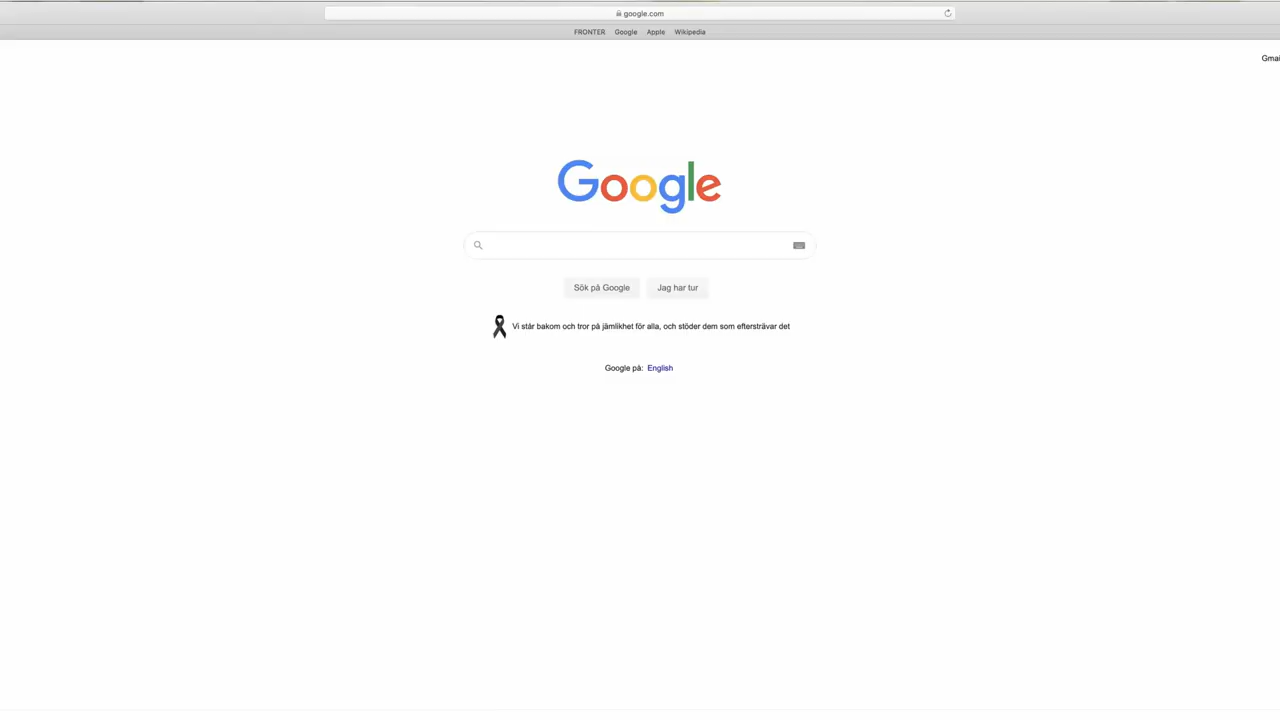 google.com
FRONTER Google Apple Wikipedia
Gmai
Google
Sök på Google Jag har tur
Vi står bakom och tror på jämlikhet för alla, och stöder dem som eftersträvar det
Google på: English